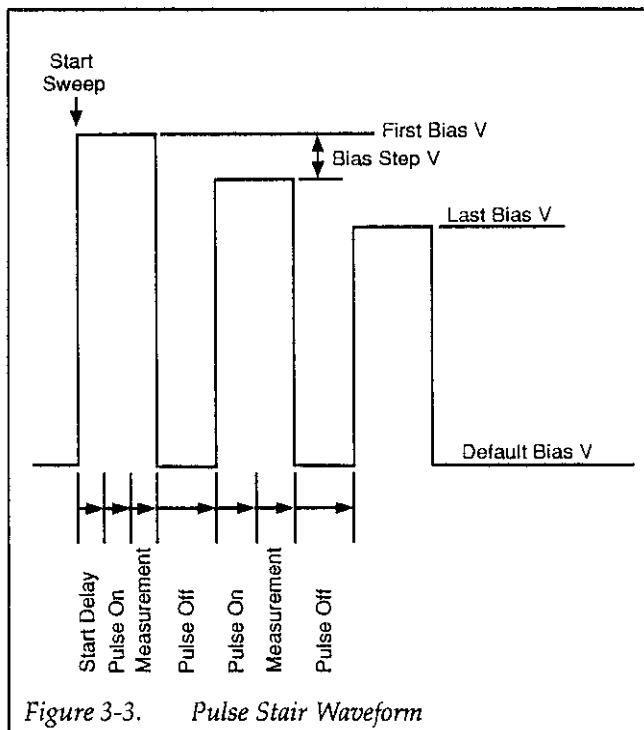 Start
Sweep
First Bias V
Bias Step V
Last Bias V
Default Bias V
Start Delay
Pulse On
Measurement
Pulse Off
Pulse On
Measurement
Pulse Off
Figure 3-3. Pulse Stair Waveform